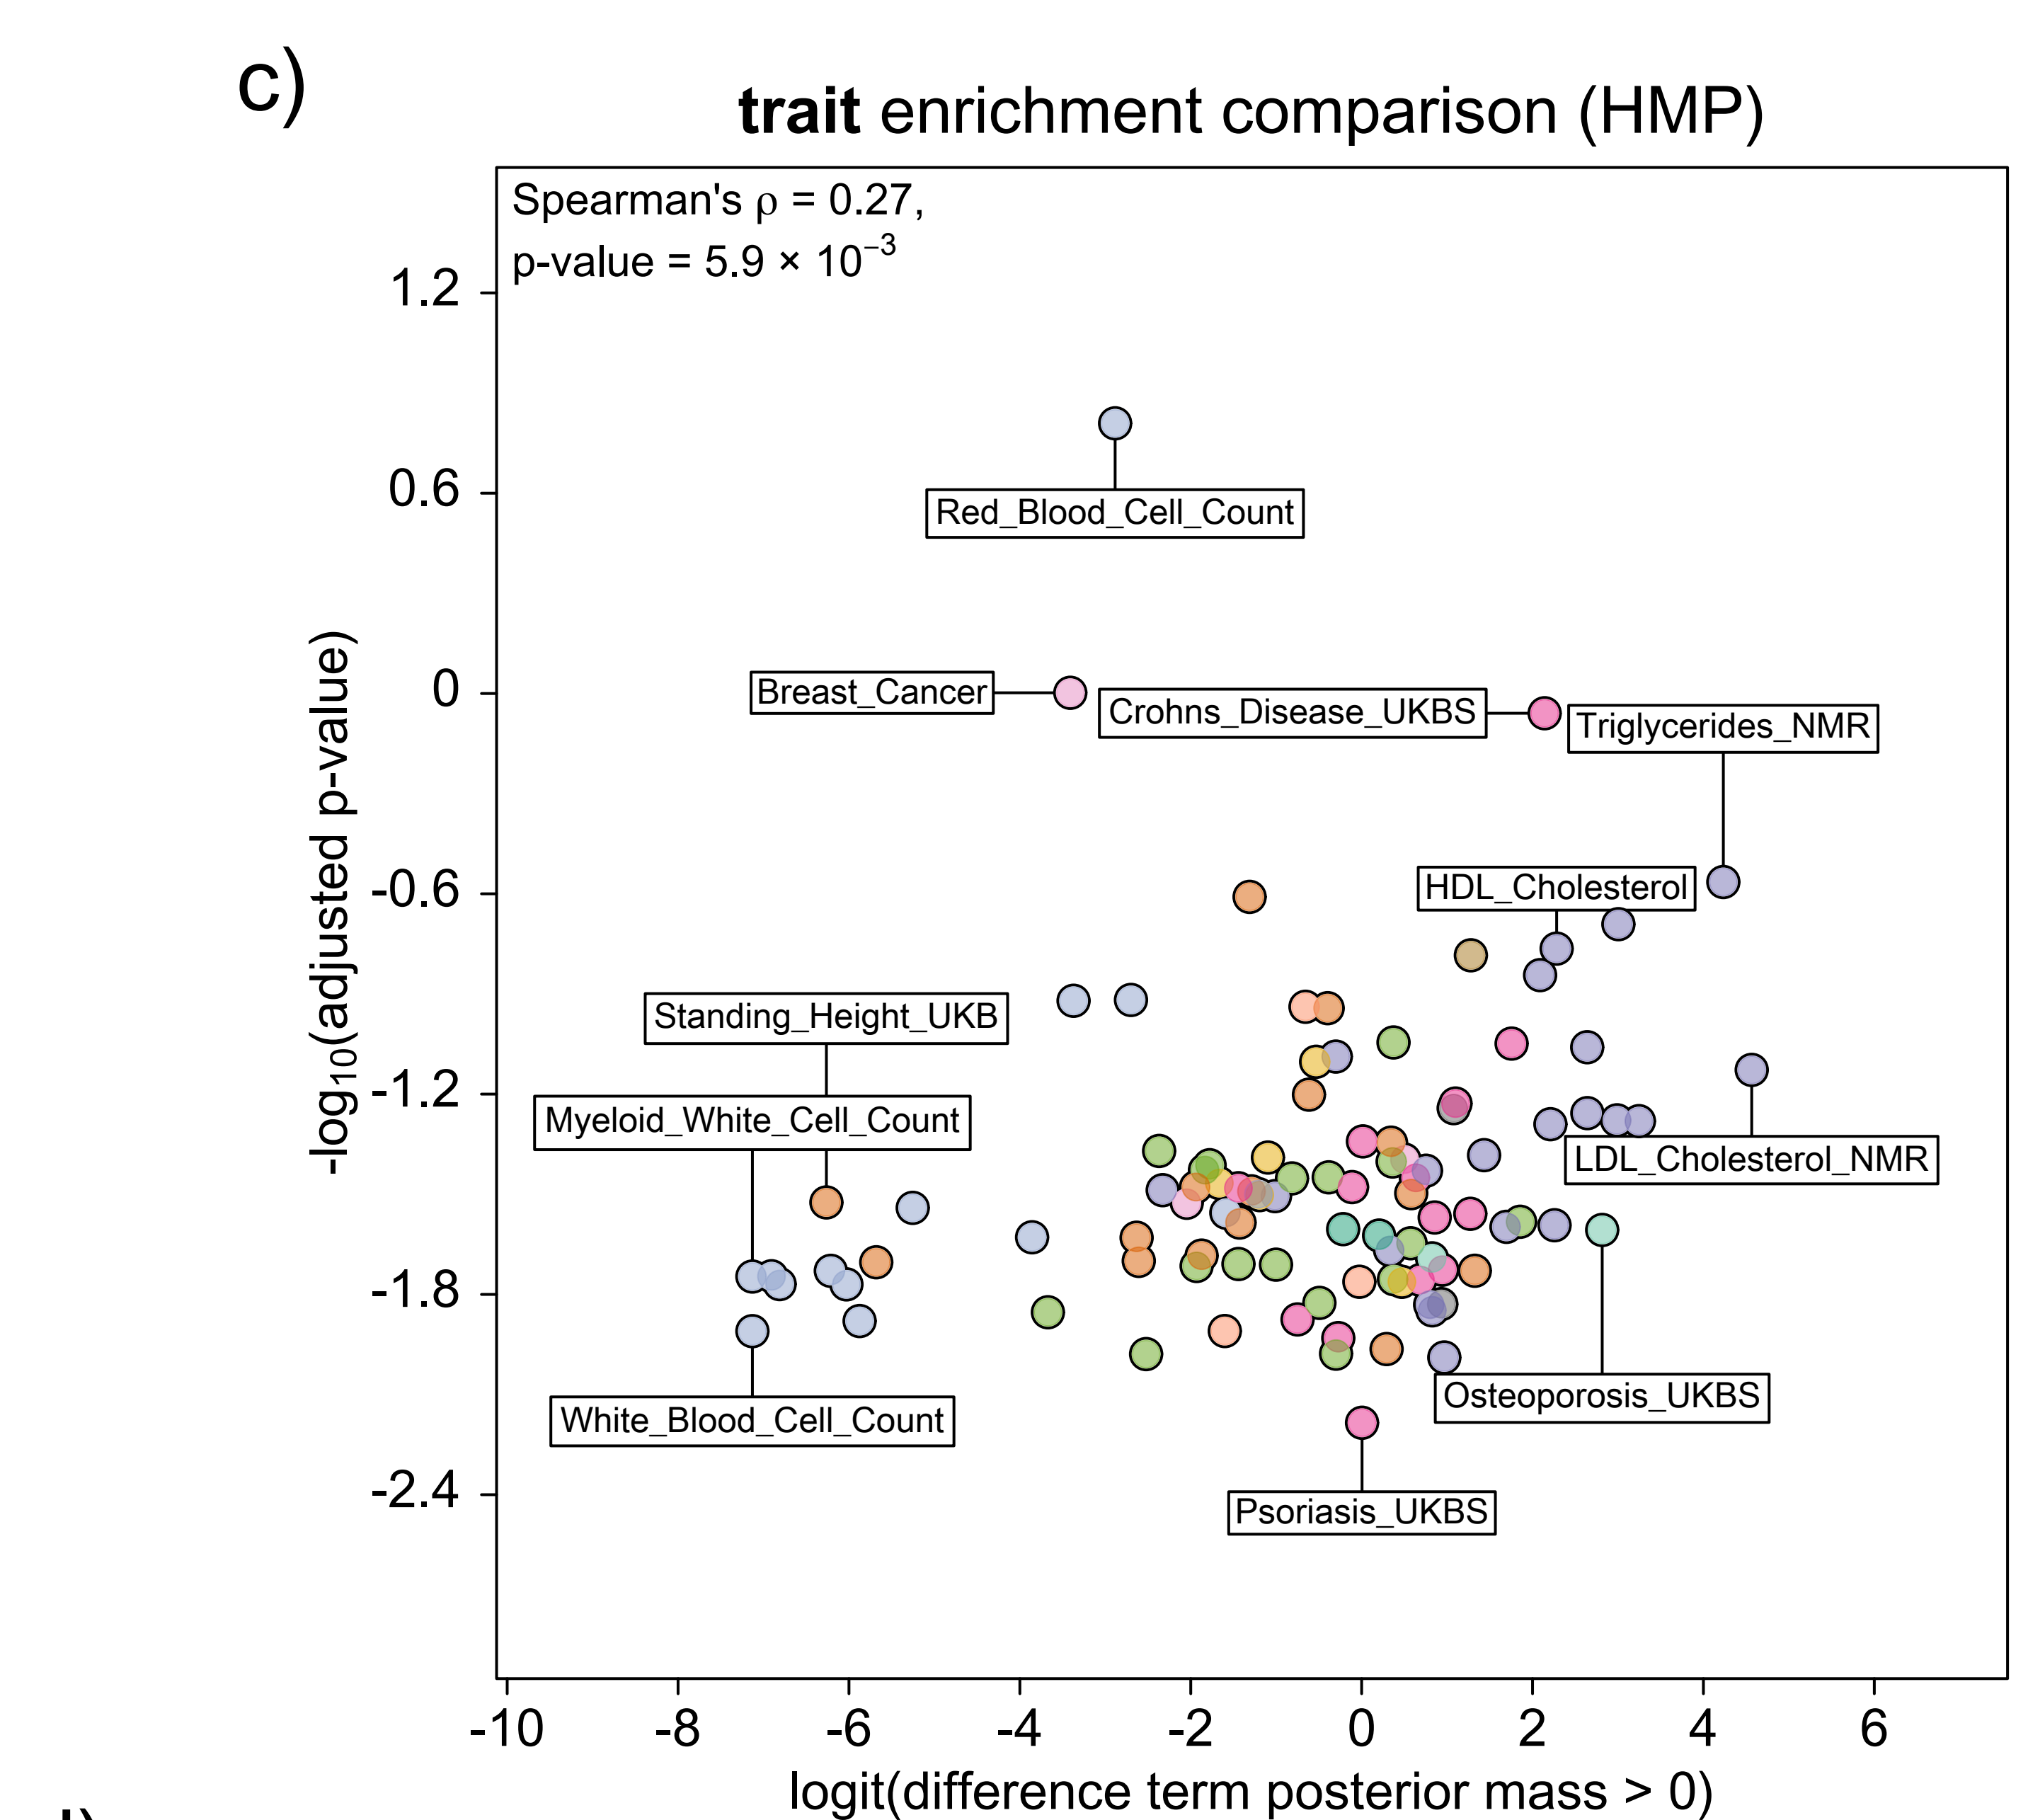 c)
trait enrichment comparison (HMP)
Spearman's ρ = 0.27,
p-value = 5.9 × 10⁻³
1.2
0.6
0
-0.6
-1.2
-1.8
-2.4
-log₁₀(adjusted p-value)
Red_Blood_Cell_Count
Breast_Cancer
Crohns_Disease_UKBS
Triglycerides_NMR
HDL_Cholesterol
Standing_Height_UKB
Myeloid_White_Cell_Count
LDL_Cholesterol_NMR
Osteoporosis_UKBS
White_Blood_Cell_Count
Psoriasis_UKBS
-10 -8 -6 -4 -2 0 2 4 6
logit(difference term posterior mass > 0)